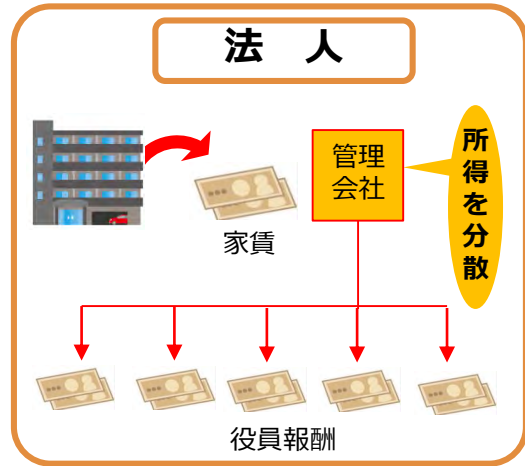 法　人
管理
会社
所得を分散
家賃
役員報酬